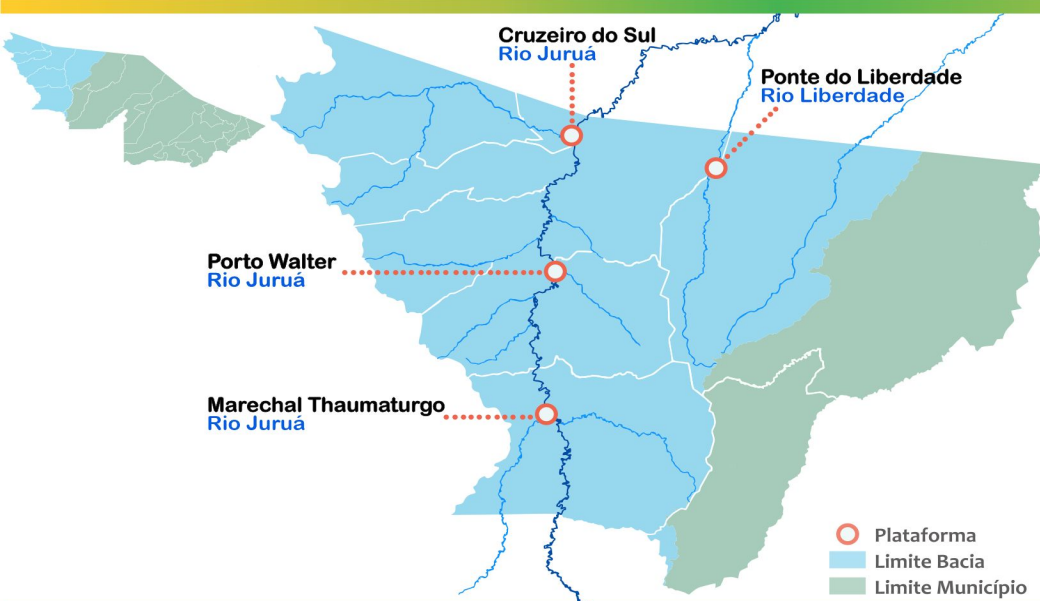 Cruzeiro do Sul
Rio Juruá
Ponte do Liberdade
Rio Liberdade
Porto Walter
Rio Juruá
Marechal Thaumaturgo
Rio Juruá
Plataforma
Limite Bacia
Limite Município